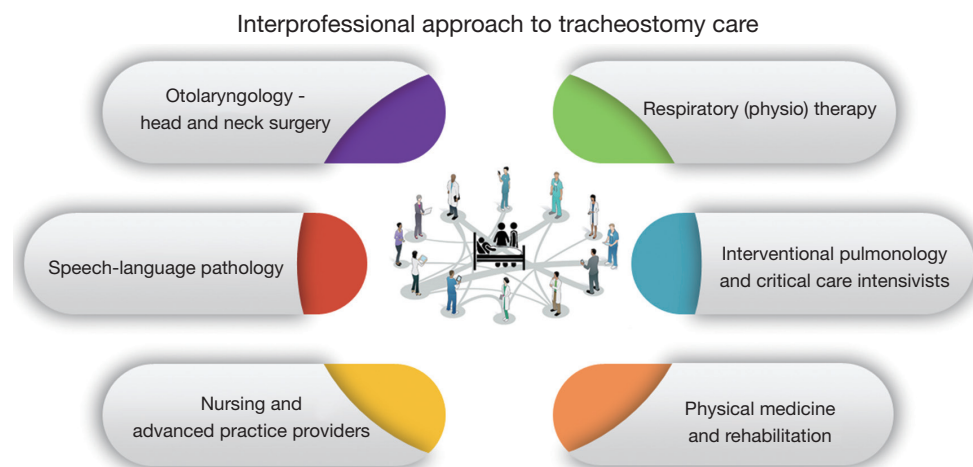 Interprofessional approach to tracheostomy care
Otolaryngology -
head and neck surgery
Respiratory (physio) therapy
Speech-language pathology
Interventional pulmonology
and critical care intensivists
Nursing and
advanced practice providers
Physical medicine
and rehabilitation